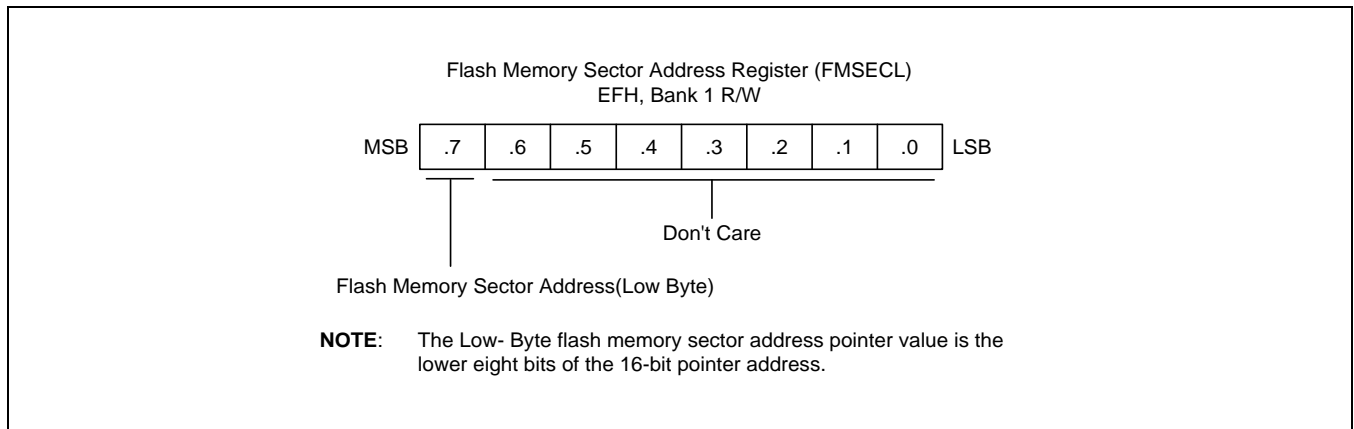 Flash Memory Sector Address Register (FMSECL)
EFH, Bank 1 R/W
MSB .7 .6 .5 .4 .3 .2 .1 .0 LSB
Don't Care
Flash Memory Sector Address(Low Byte)
NOTE: The Low- Byte flash memory sector address pointer value is the
lower eight bits of the 16-bit pointer address.